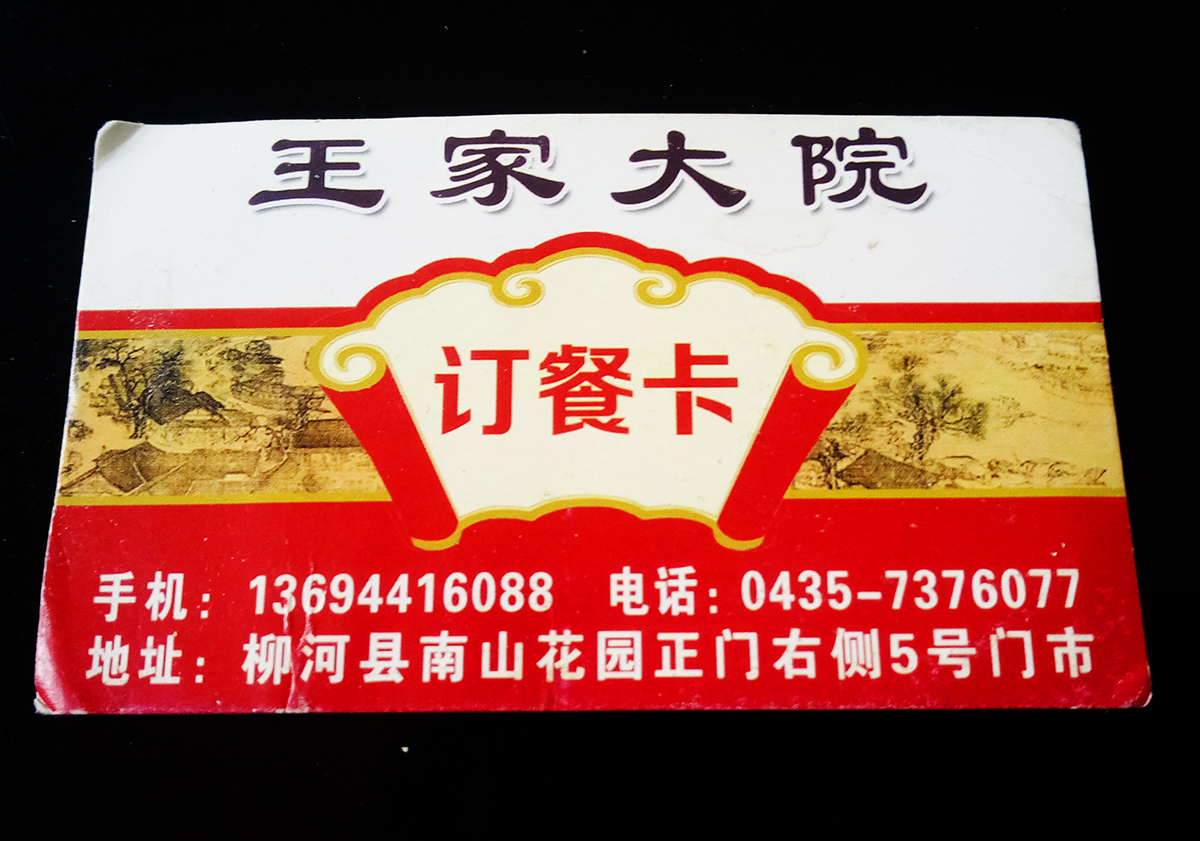 王家大院
订餐卡
手机：13694416088 电话：0435-7376077
地址：柳河县南山花园正门右侧5号门市